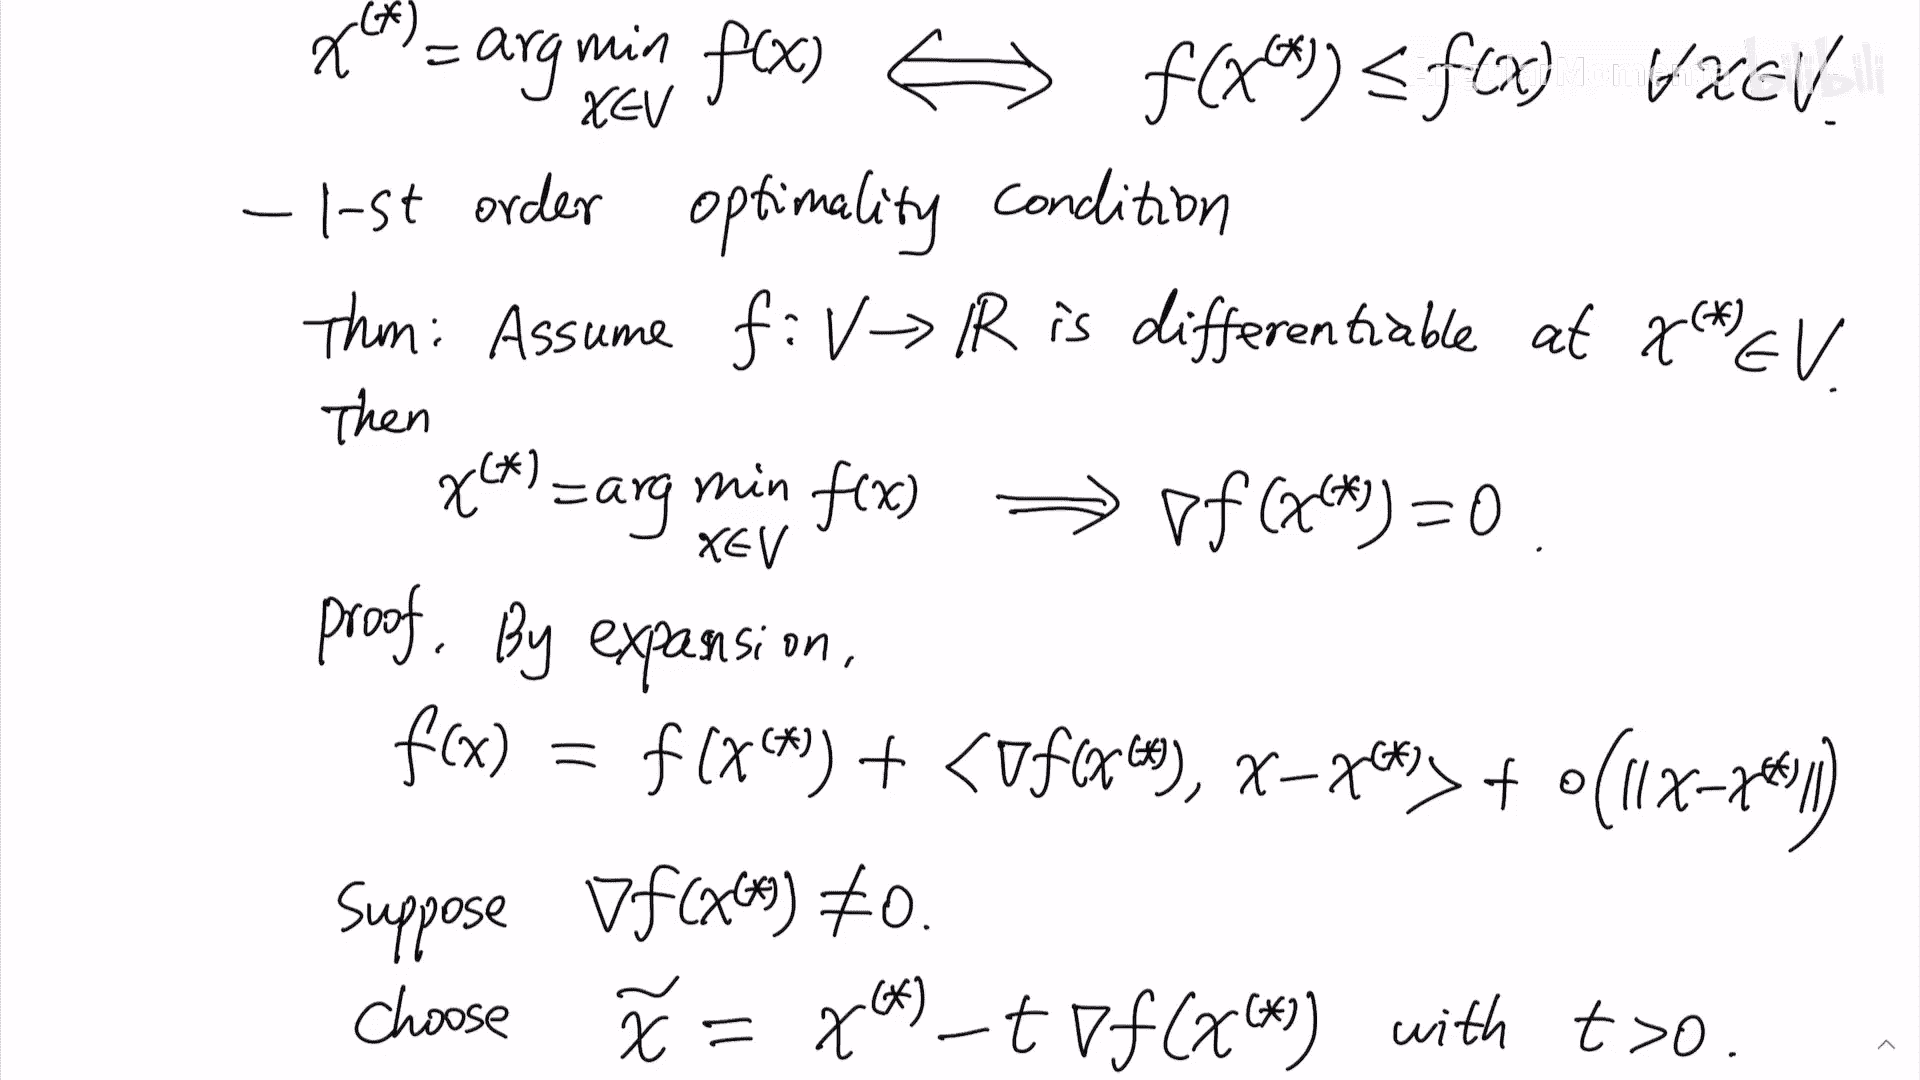 x^(*) = arg min_{x∈V} f(x) ⟺ f(x^(*)) ≤ f(x) ∀x∈V.
— 1-st order optimality condition
Thm: Assume f: V → ℝ is differentiable at x^(*) ∈ V.
Then
x^(*) = arg min_{x∈V} f(x) ⟹ ∇f(x^(*)) = 0.
proof. By expansion,
f(x) = f(x^(*)) + <∇f(x^(*)), x - x^(*)> + o(||x - x^(*)||)
Suppose ∇f(x^(*)) ≠ 0.
choose x̃ = x^(*) - t ∇f(x^(*)) with t > 0.